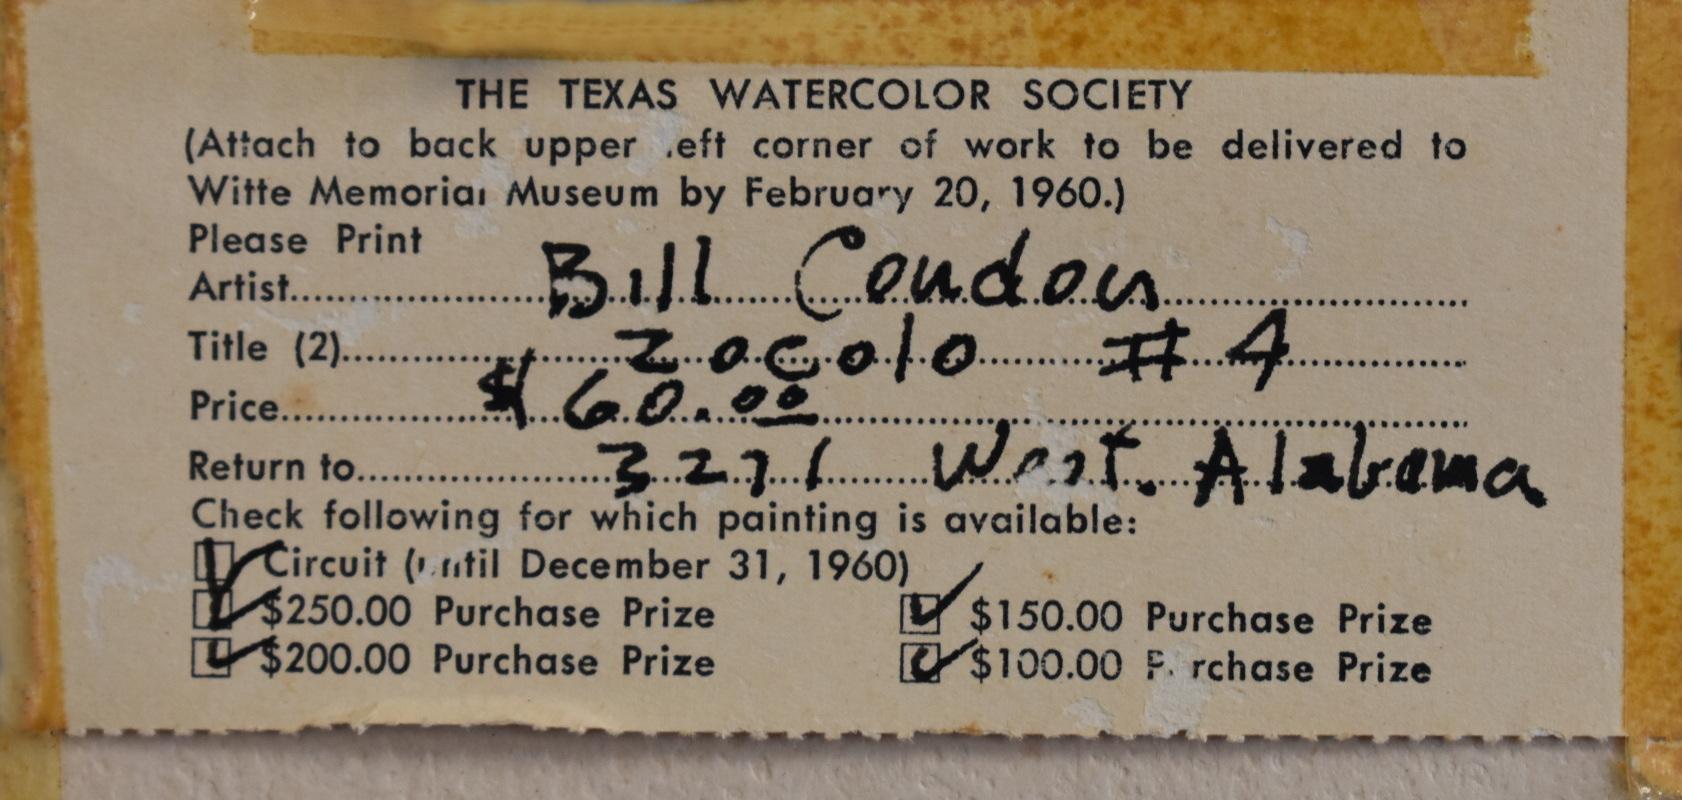 THE TEXAS WATERCOLOR SOCIETY
(Attach to back upper left corner of work to be delivered to
Witte Memorial Museum by February 20, 1960.)
Please Print
Artist Bill Condon
Title (2) Zocolo # 4
Price $ 60.00
Return to 3271 West. Alabama
Check following for which painting is available:
Circuit (until December 31, 1960)
$250.00 Purchase Prize $150.00 Purchase Prize
$200.00 Purchase Prize $100.00 Purchase Prize